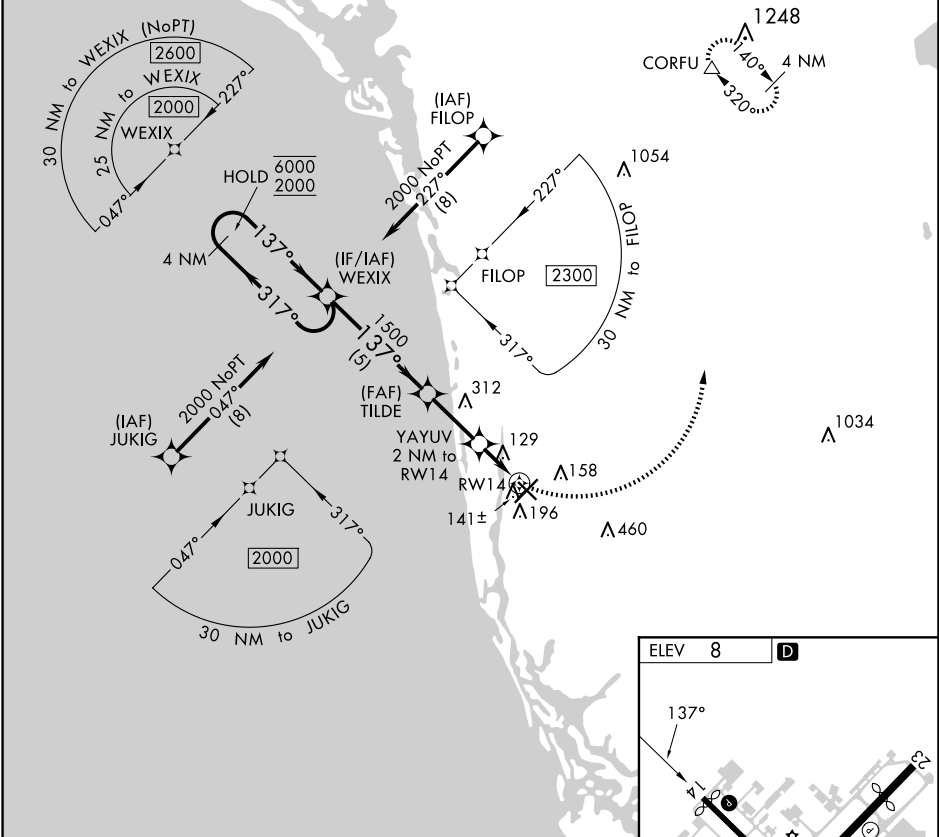 30 NM to WEXIX (NoPT)
2600
25 NM to WEXIX
2000
227°
WEXIX
047°
HOLD
6000
2000
4 NM
137°
317°
(IF/IAF)
WEXIX
(IAF)
FILOP
2000 NoPT
227°
(8)
1248
CORFU
140°
4 NM
320°
1054
227°
FILOP
2300
30 NM to FILOP
317°
1500
137°
(5)
(FAF)
TILDE
312
(IAF)
JUKIG
2000 NoPT
047°
(8)
YAYUV
2 NM to
RW14
129
RW14
158
141±
196
460
1034
JUKIG
047°
317°
2000
30 NM to JUKIG
ELEV 8
D
137°
14
P
23
P